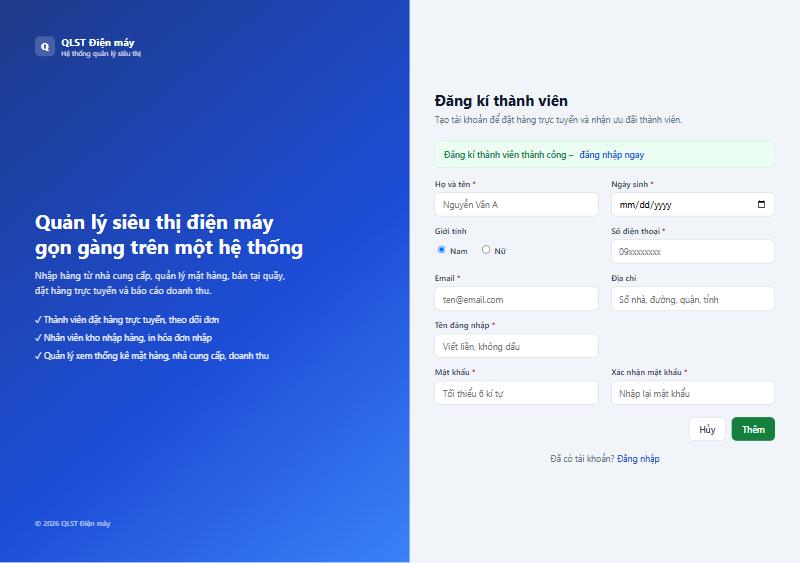 Q
QLST Điện máy
Hệ thống quản lý siêu thị
Quản lý siêu thị điện máy
gọn gàng trên một hệ thống
Nhập hàng từ nhà cung cấp, quản lý mặt hàng, bán tại quầy,
đặt hàng trực tuyến và báo cáo doanh thu.
✓ Thành viên đặt hàng trực tuyến, theo dõi đơn
✓ Nhân viên kho nhập hàng, in hóa đơn nhập
✓ Quản lý xem thống kê mặt hàng, nhà cung cấp, doanh thu
© 2026 QLST Điện máy
Đăng kí thành viên
Tạo tài khoản để đặt hàng trực tuyến và nhận ưu đãi thành viên.
Đăng kí thành viên thành công – đăng nhập ngay
Họ và tên *
Nguyễn Văn A
Ngày sinh *
mm/dd/yyyy
Giới tính
Nam
Nữ
Số điện thoại *
09xxxxxxxx
Email *
ten@email.com
Địa chỉ
Số nhà, đường, quận, tỉnh
Tên đăng nhập *
Viết liền, không dấu
Mật khẩu *
Tối thiểu 6 kí tự
Xác nhận mật khẩu *
Nhập lại mật khẩu
Hủy
Thêm
Đã có tài khoản? Đăng nhập